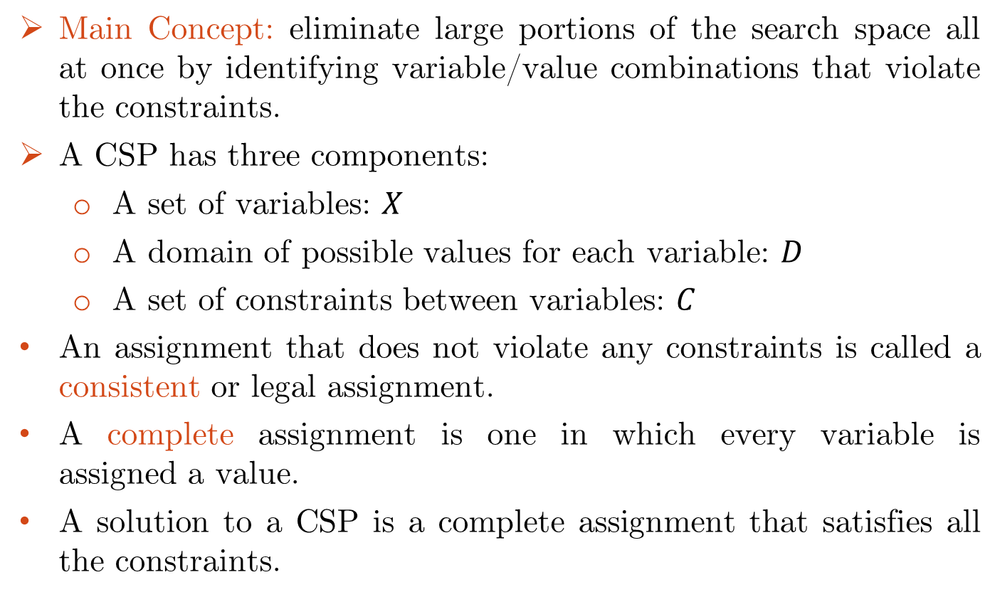 ➢ Main Concept: eliminate large portions of the search space all
at once by identifying variable/value combinations that violate
the constraints.
➢ A CSP has three components:
○ A set of variables: X
○ A domain of possible values for each variable: D
○ A set of constraints between variables: C
• An assignment that does not violate any constraints is called a
consistent or legal assignment.
• A complete assignment is one in which every variable is
assigned a value.
• A solution to a CSP is a complete assignment that satisfies all
the constraints.